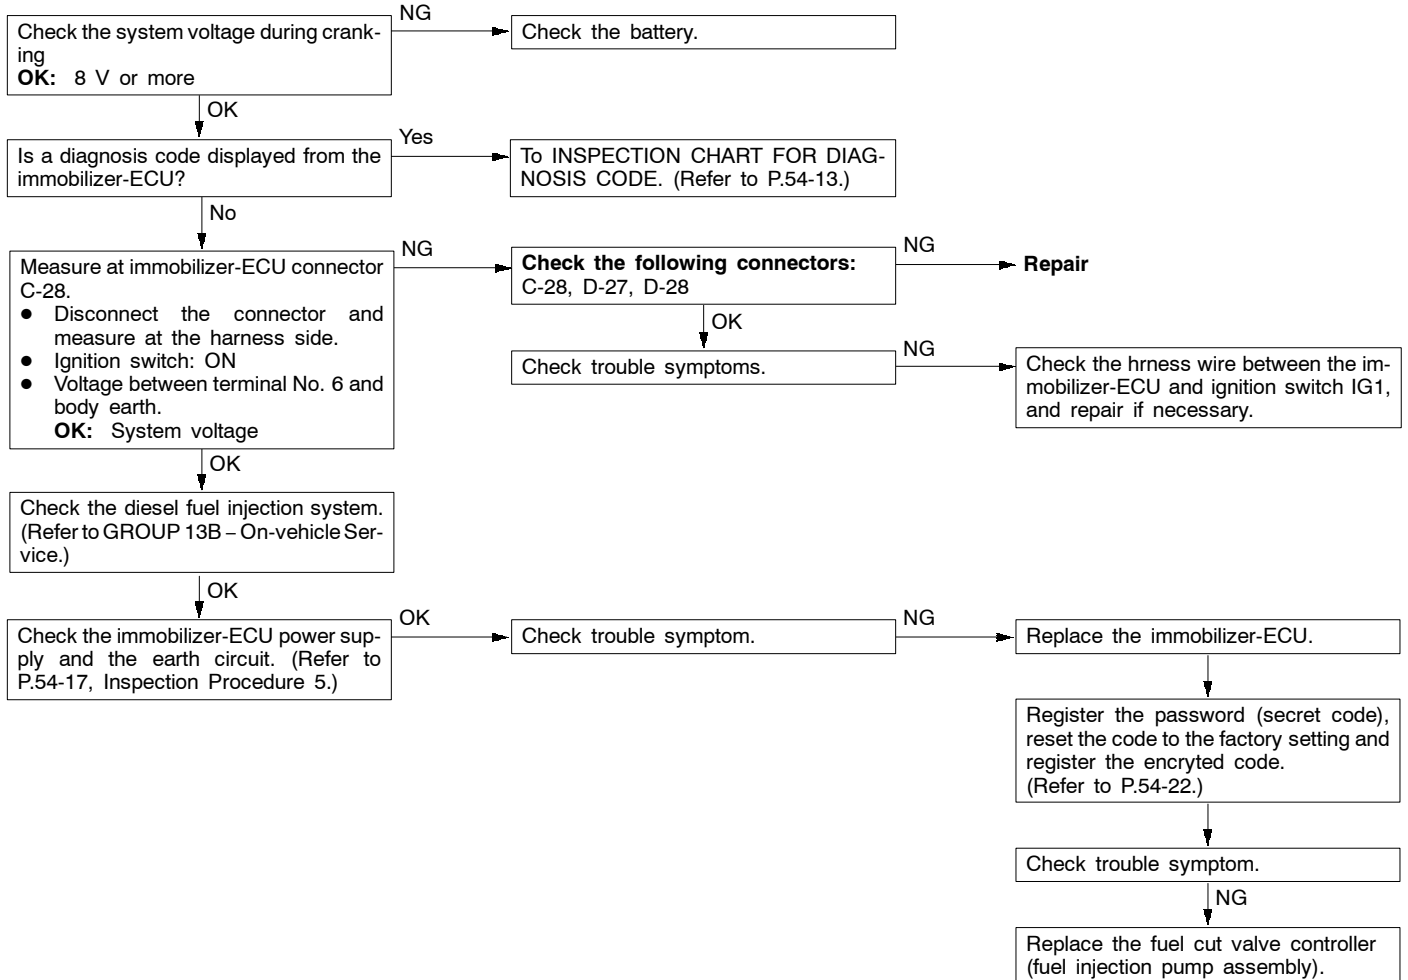 NG
Check the system voltage during crank-
ing
OK: 8 V or more
Check the battery.
OK
Is a diagnosis code displayed from the
immobilizer-ECU?
Yes
To INSPECTION CHART FOR DIAG-
NOSIS CODE. (Refer to P.54-13.)
No
Measure at immobilizer-ECU connector
C-28.
● Disconnect the connector and
measure at the harness side.
● Ignition switch: ON
● Voltage between terminal No. 6 and
body earth.
OK: System voltage
NG
Check the following connectors:
C-28, D-27, D-28
NG
Repair
OK
Check trouble symptoms.
NG
Check the hrness wire between the im-
mobilizer-ECU and ignition switch IG1,
and repair if necessary.
OK
Check the diesel fuel injection system.
(Refer to GROUP 13B – On-vehicle Ser-
vice.)
OK
Check the immobilizer-ECU power sup-
ply and the earth circuit. (Refer to
P.54-17, Inspection Procedure 5.)
OK
Check trouble symptom.
NG
Replace the immobilizer-ECU.
Register the password (secret code),
reset the code to the factory setting and
register the encryted code.
(Refer to P.54-22.)
Check trouble symptom.
NG
Replace the fuel cut valve controller
(fuel injection pump assembly).